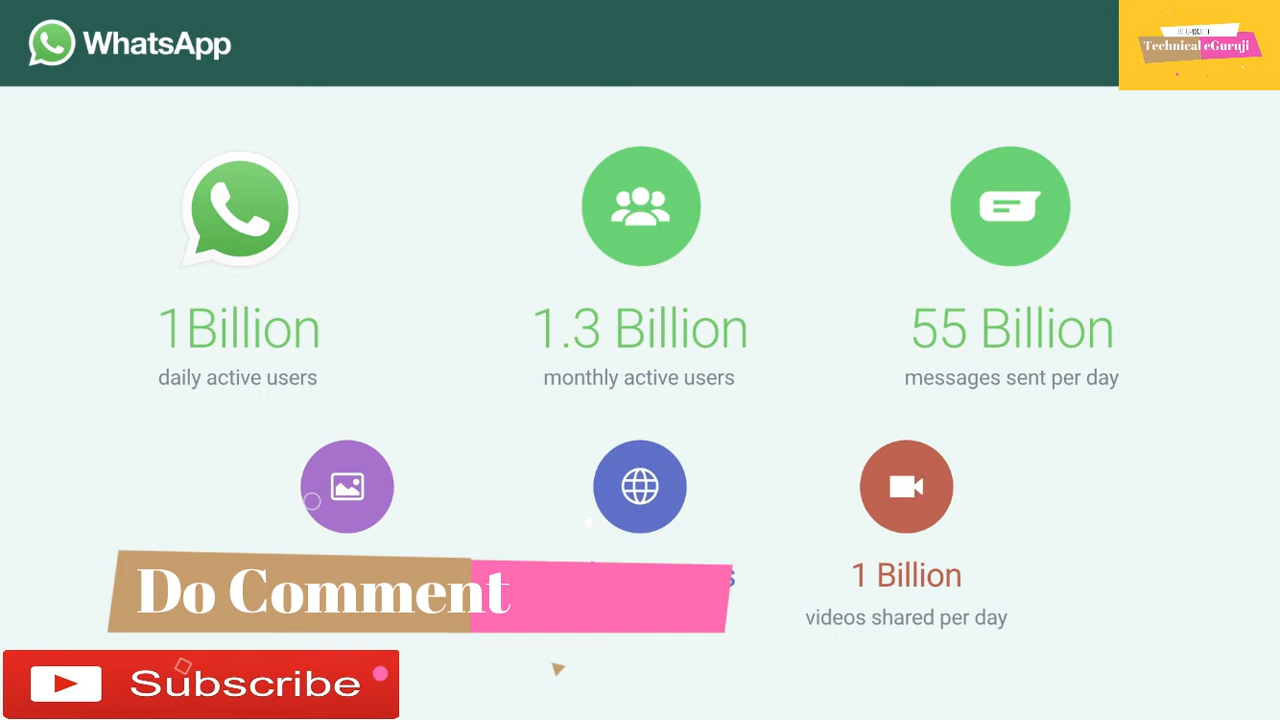 WhatsApp
Technical eGuruji
1Billion
1.3 Billion
55 Billion
daily active users
monthly active users
messages sent per day
1 Billion
videos shared per day
Do Comment
Subscribe